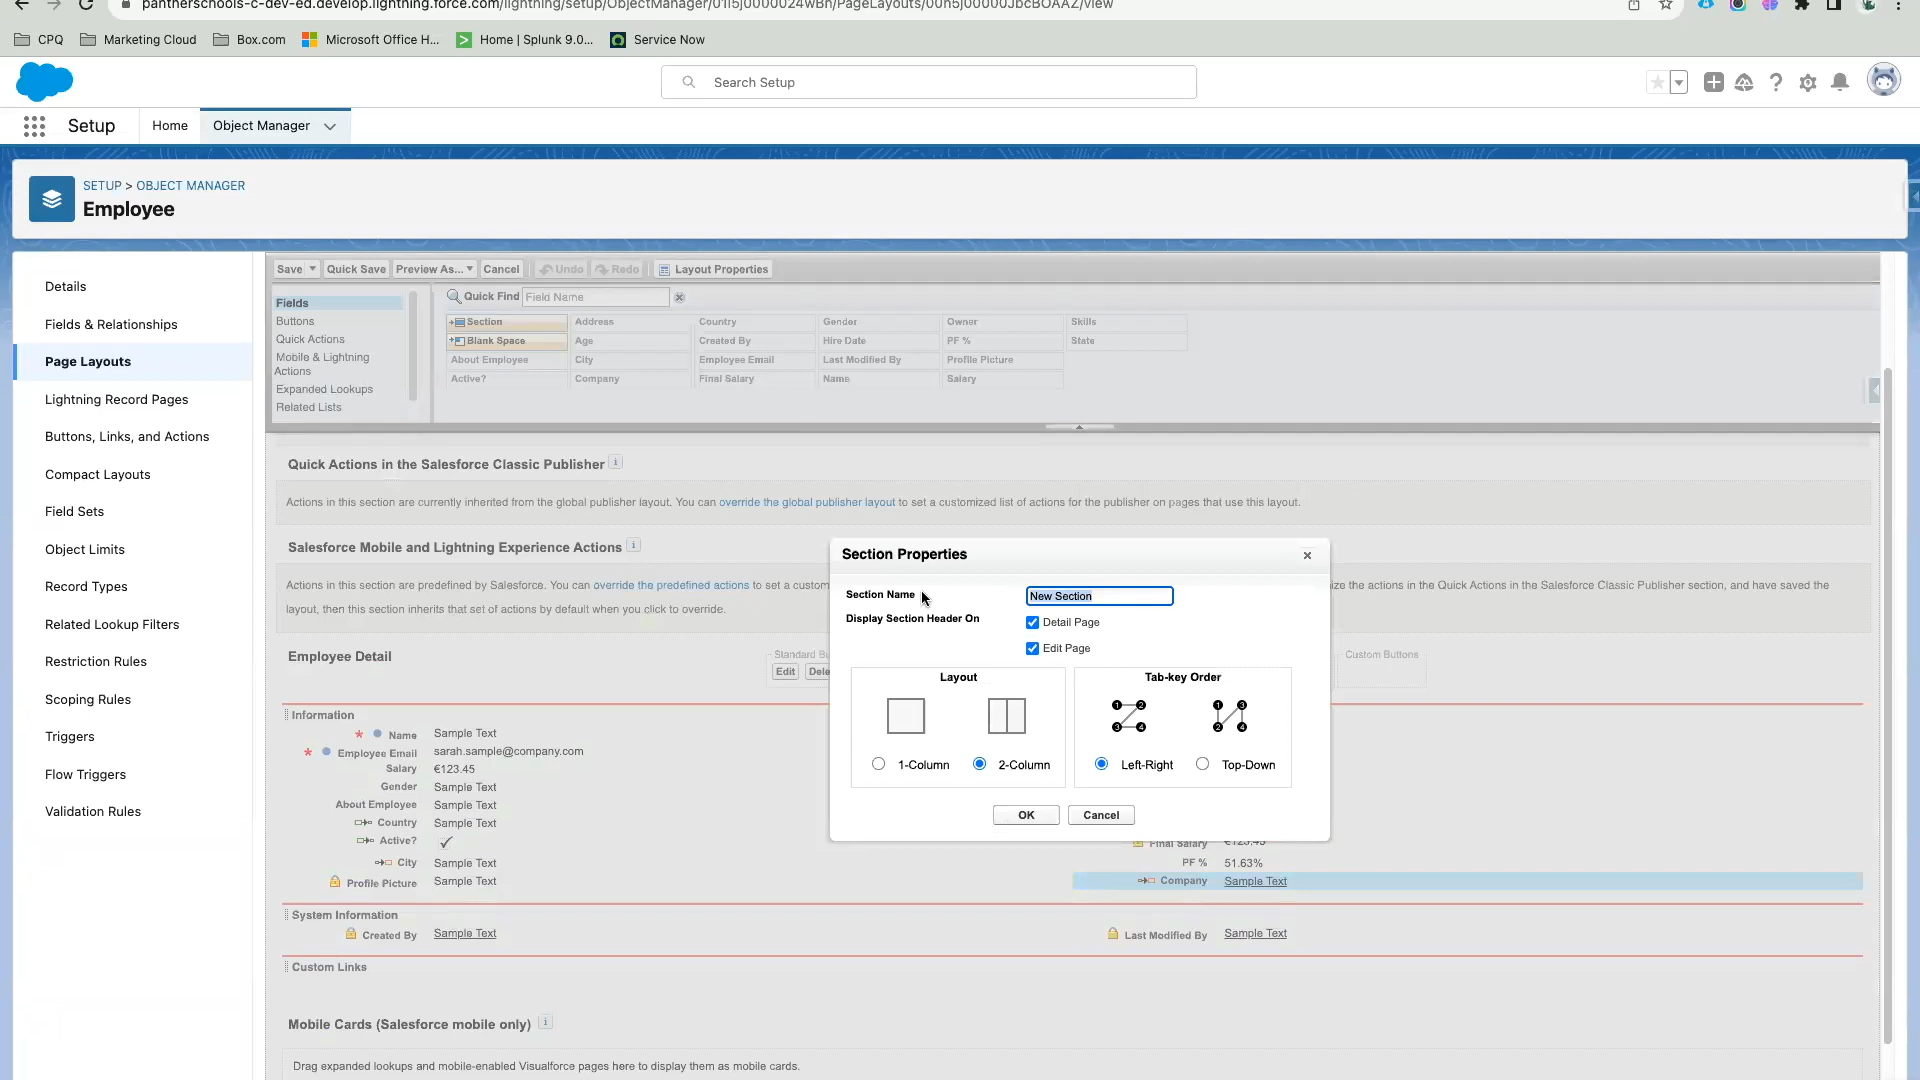 pantherschools-c-dev-ed.develop.lightning.force.com/lightning/setup/ObjectManager/
CPQ Marketing Cloud Box.com Microsoft Office H... Home | Splunk 9.0... Service Now
Search Setup
Setup Home Object Manager
SETUP > OBJECT MANAGER
Employee
Details
Fields & Relationships
Page Layouts
Lightning Record Pages
Buttons, Links, and Actions
Compact Layouts
Field Sets
Object Limits
Record Types
Related Lookup Filters
Restriction Rules
Scoping Rules
Triggers
Flow Triggers
Validation Rules
Save Quick Save Preview As... Cancel Undo Redo Layout Properties
Fields
Buttons
Quick Actions
Mobile & Lightning
Actions
Expanded Lookups
Related Lists
Quick Find Field Name
Section Address Country Gender Owner Skills
Blank Space Age Created By Hire Date PF % State
About Employee City Employee Email Last Modified By Profile Picture
Active? Company Final Salary Name Salary
Quick Actions in the Salesforce Classic Publisher
Actions in this section are currently inherited from the global publisher layout. You can override the global publisher layout to set a customized list of actions for the publisher on pages that use this layout.
Salesforce Mobile and Lightning Experience Actions
Actions in this section are predefined by Salesforce. You can override the predefined actions to set a custom ize the actions in the Quick Actions in the Salesforce Classic Publisher section, and have saved the
layout, then this section inherits that set of actions by default when you click to override.
Employee Detail Standard Bu Custom Buttons
Edit Dele
Information
* Name Sample Text
* Employee Email sarah.sample@company.com
Salary €123.45
Gender Sample Text
About Employee Sample Text
Country Sample Text
Active?
Final Salary €123.45
City Sample Text PF % 51.63%
Profile Picture Sample Text Company Sample Text
System Information
Created By Sample Text Last Modified By Sample Text
Custom Links
Mobile Cards (Salesforce mobile only)
Drag expanded lookups and mobile-enabled Visualforce pages here to display them as mobile cards.
Section Properties
Section Name New Section
Display Section Header On Detail Page
Edit Page
Layout Tab-key Order
1 2 3 4 1 3 2 4
1-Column 2-Column Left-Right Top-Down
OK Cancel